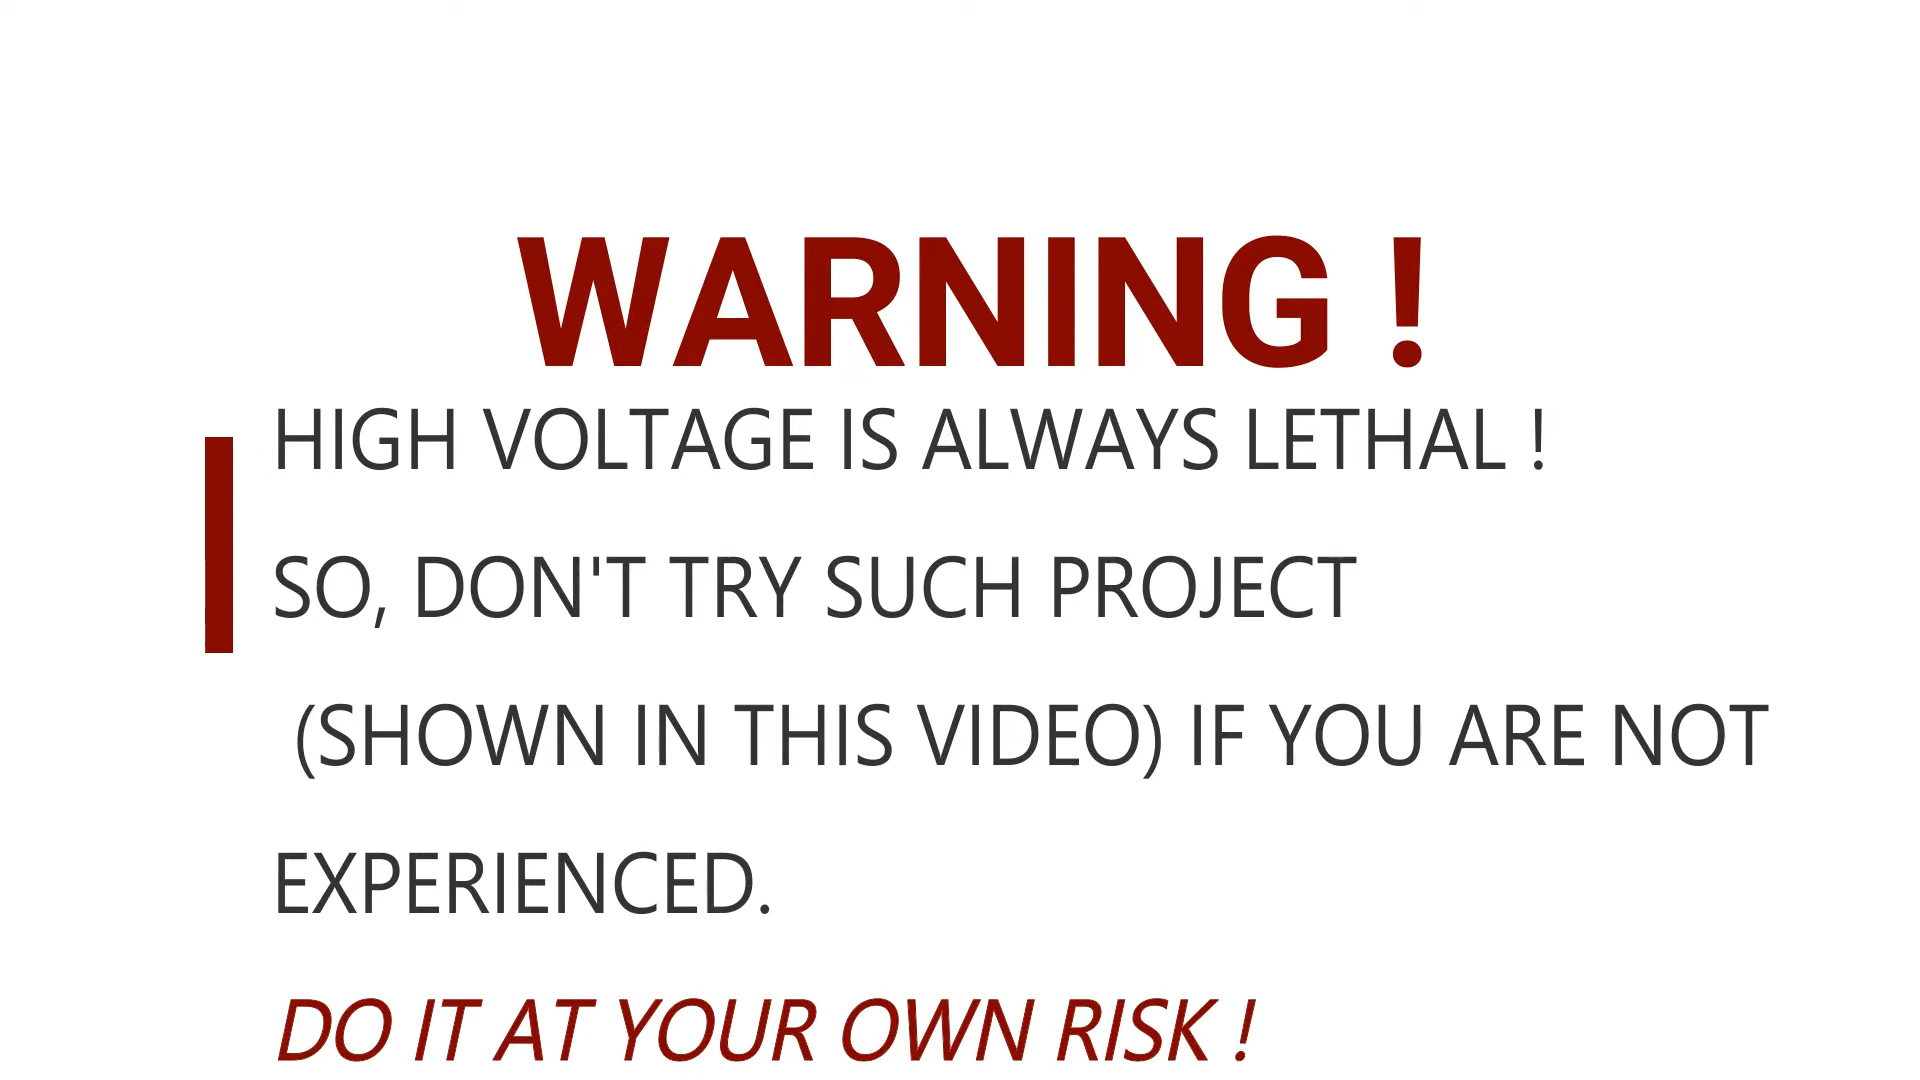 WARNING !
HIGH VOLTAGE IS ALWAYS LETHAL !
SO, DON'T TRY SUCH PROJECT
(SHOWN IN THIS VIDEO) IF YOU ARE NOT
EXPERIENCED.
DO IT AT YOUR OWN RISK !